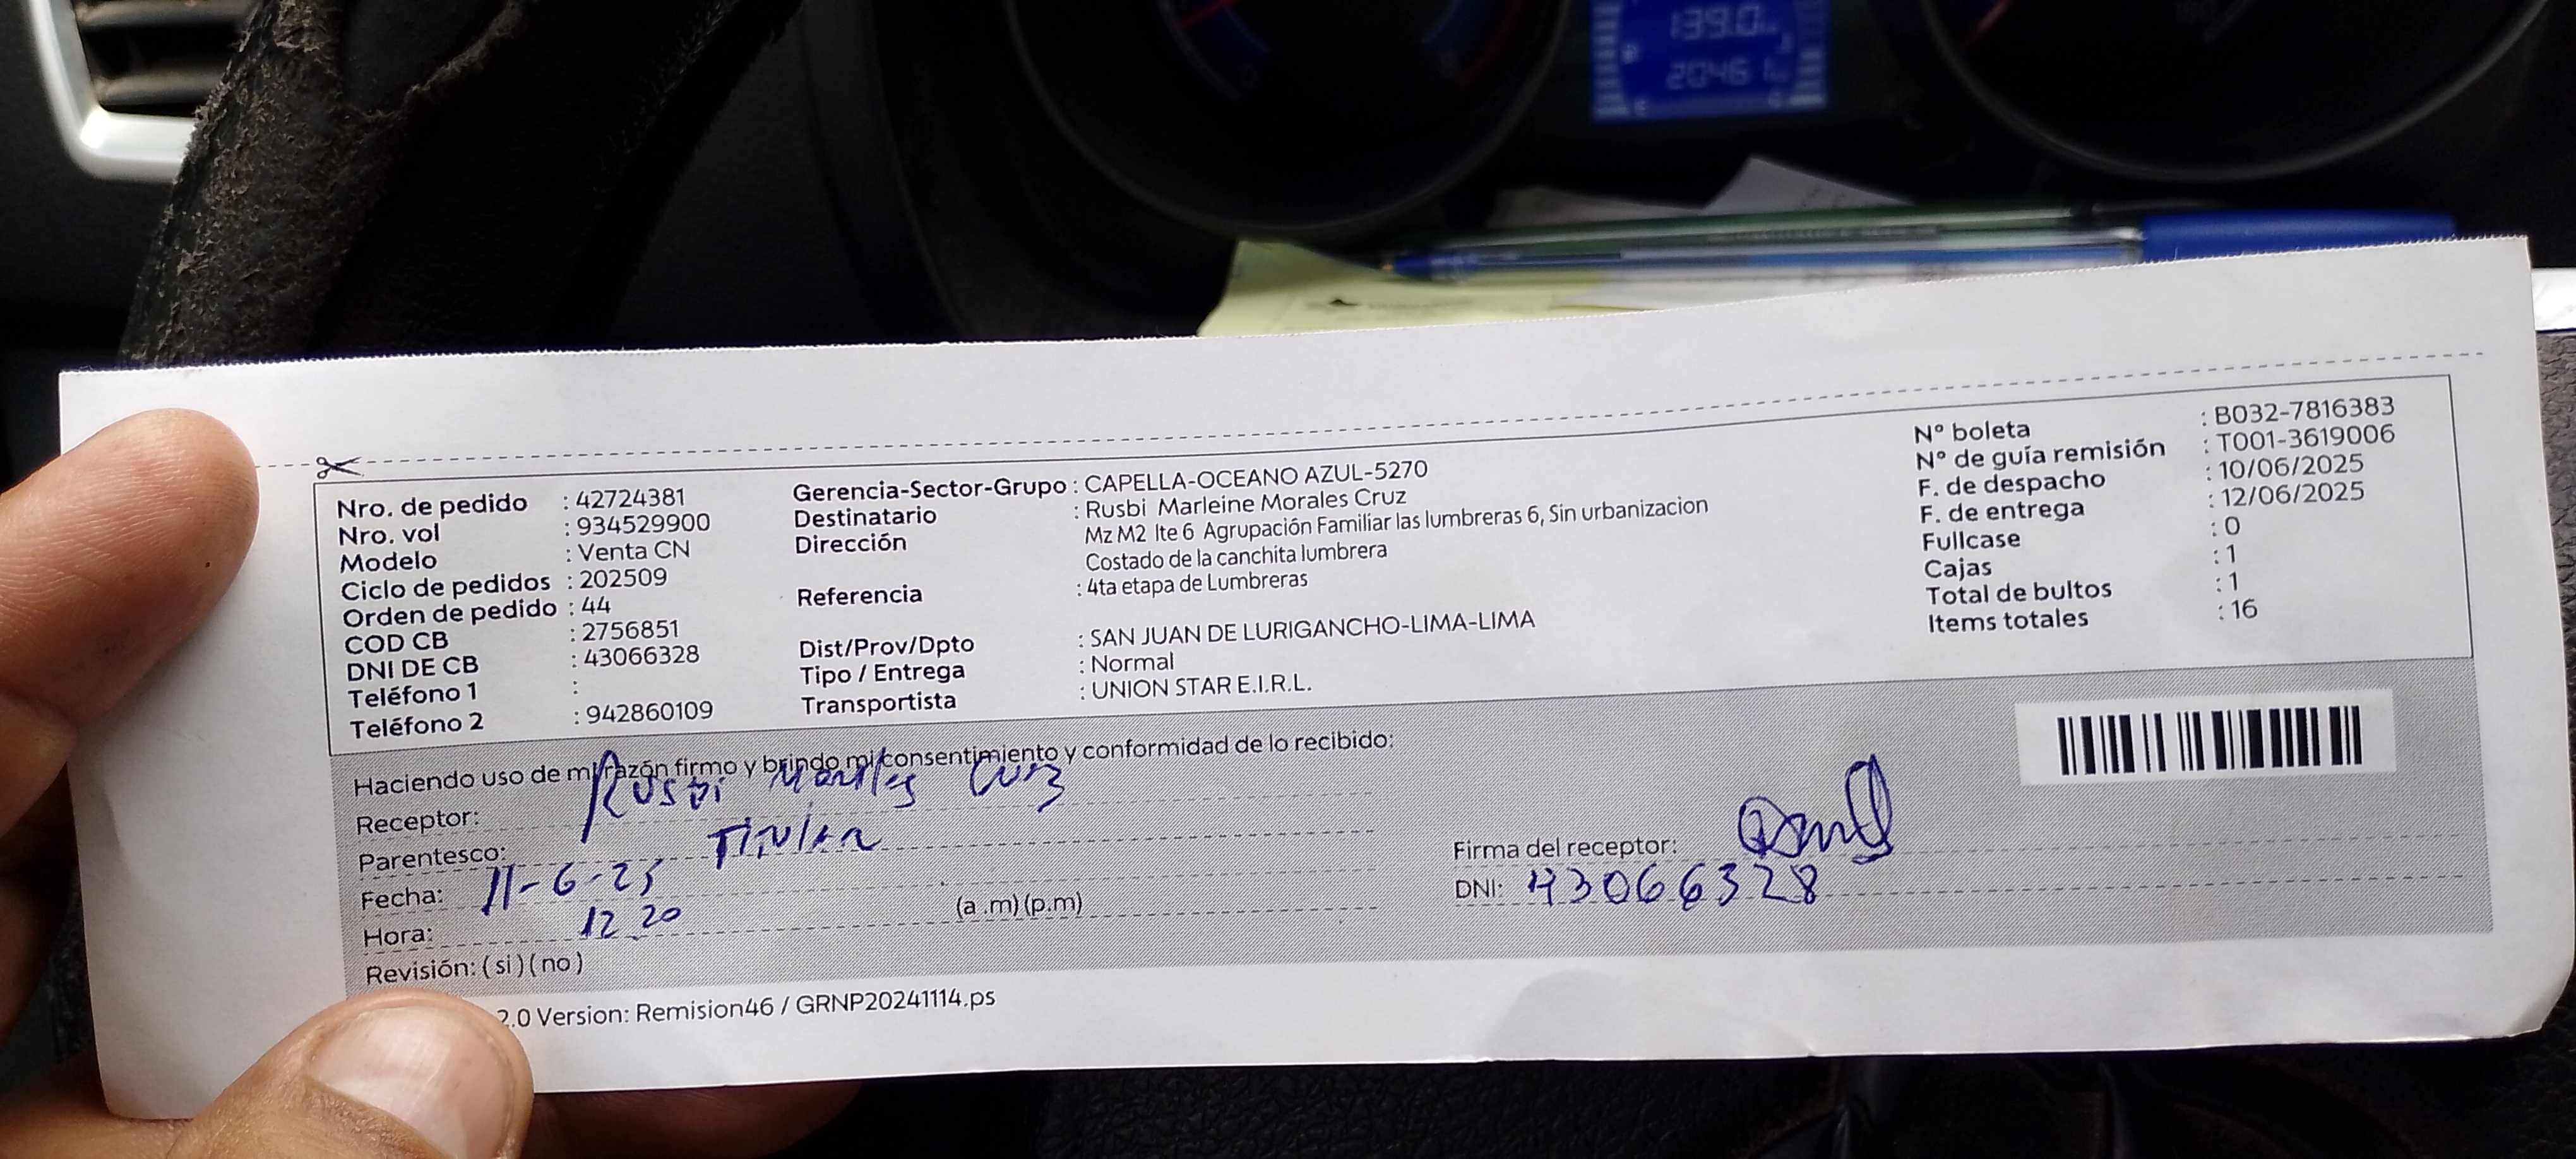 139.0
20461
Nro. de pedido : 42724381
Nro. vol : 934529900
Modelo : Venta CN
Ciclo de pedidos : 202509
Orden de pedido : 44
COD CB : 2756851
DNI DE CB : 43066328
Teléfono 1 :
Teléfono 2 : 942860109
Gerencia-Sector-Grupo : CAPELLA-OCEANO AZUL-5270
Destinatario : Rusbi Marleine Morales Cruz
Dirección Mz M2 lte 6 Agrupación Familiar las lumbreras 6, Sin urbanizacion
Costado de la canchita lumbrera
Referencia : 4ta etapa de Lumbreras
Dist/Prov/Dpto : SAN JUAN DE LURIGANCHO-LIMA-LIMA
Tipo / Entrega : Normal
Transportista : UNION STAR E.I.R.L.
N° boleta : B032-7816383
N° de guía remisión : T001-3619006
F. de despacho : 10/06/2025
F. de entrega : 12/06/2025
Fullcase : 0
Cajas : 1
Total de bultos : 1
Items totales : 16
Haciendo uso de mi razón firmo y brindo mi consentimiento y conformidad de lo recibido:
Receptor: Rusbi Morales Cruz
Parentesco: Titular
Fecha: 11-6-25
Hora: 12 20 (a .m) (p.m)
Revisión: ( si ) ( no )
Firma del receptor:
DNI: 43066328
2.0 Version: Remision46 / GRNP20241114.ps